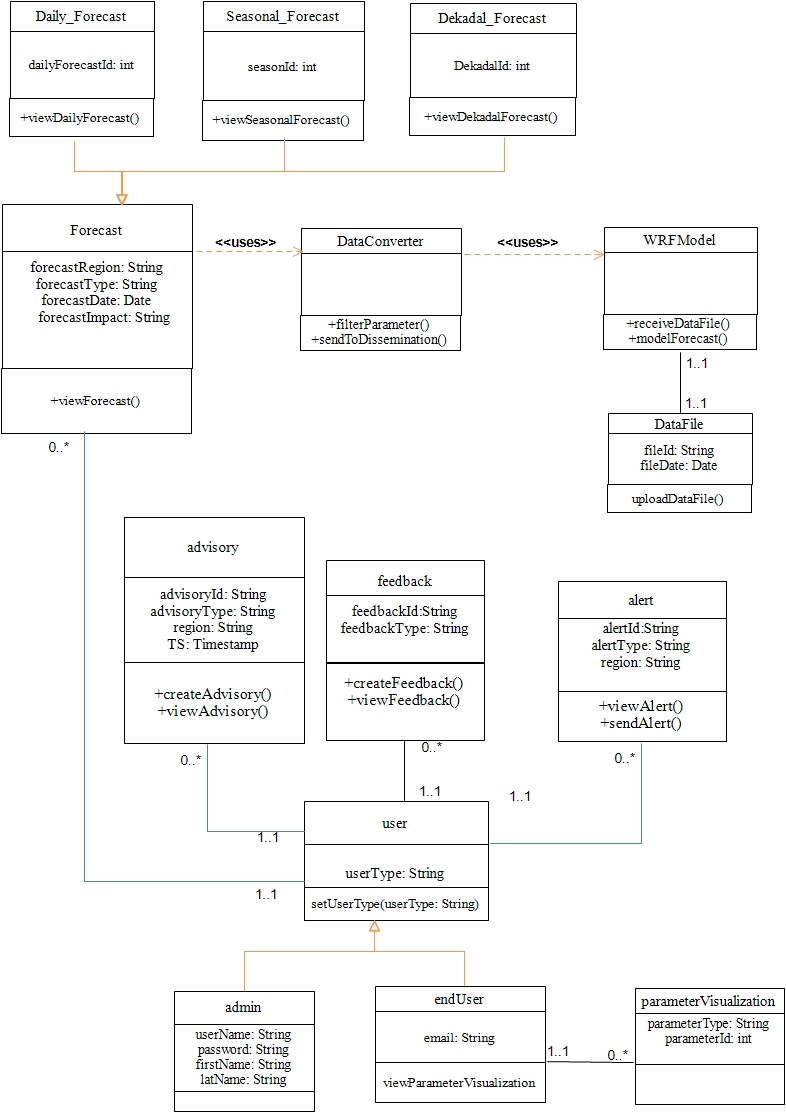 Daily_Forecast
dailyForecastId: int
+viewDailyForecast()
Seasonal_Forecast
seasonId: int
+viewSeasonalForecast()
Dekadal_Forecast
DekadalId: int
+viewDekadalForecast()
Forecast
forecastRegion: String
forecastType: String
forecastDate: Date
forecastImpact: String
+viewForecast()
<<uses>>
DataConverter
+filterParameter()
+sendToDissemination()
<<uses>>
WRFModel
+receiveDataFile()
+modelForecast()
1..1
1..1
DataFile
fileId: String
fileDate: Date
uploadDataFile()
0..*
advisory
advisoryId: String
advisoryType: String
region: String
TS: Timestamp
+createAdvisory()
+viewAdvisory()
feedback
feedbackId:String
feedbackType: String
+createFeedback()
+viewFeedback()
alert
alertId:String
alertType: String
region: String
+viewAlert()
+sendAlert()
0..*
0..*
0..*
1..1
1..1
1..1
1..1
user
userType: String
setUserType(userType: String)
admin
userName: String
password: String
firstName: String
latName: String
endUser
email: String
viewParameterVisualization
1..1
0..*
parameterVisualization
parameterType: String
parameterId: int